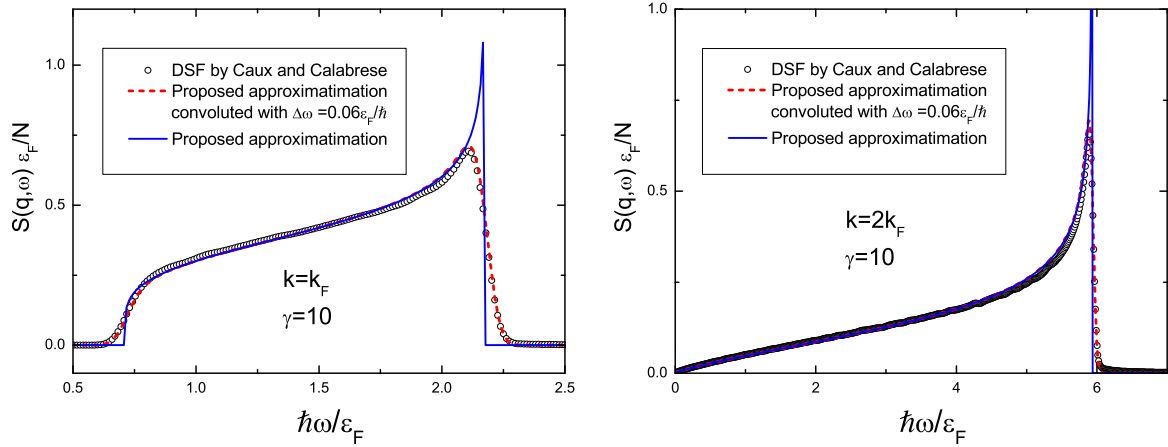 S(q,ω) ε_F/N
1.0
0.5
0.0
DSF by Caux and Calabrese
Proposed approximatimation
convoluted with Δω =0.06ε_F/ħ
Proposed approximatimation
k=k_F
γ=10
0.5 1.0 1.5 2.0 2.5
ħω/ε_F
S(q,ω) ε_F/N
1.0
0.5
0.0
DSF by Caux and Calabrese
Proposed approximatimation
convoluted with Δω =0.06ε_F/ħ
Proposed approximatimation
k=2k_F
γ=10
0 2 4 6
ħω/ε_F